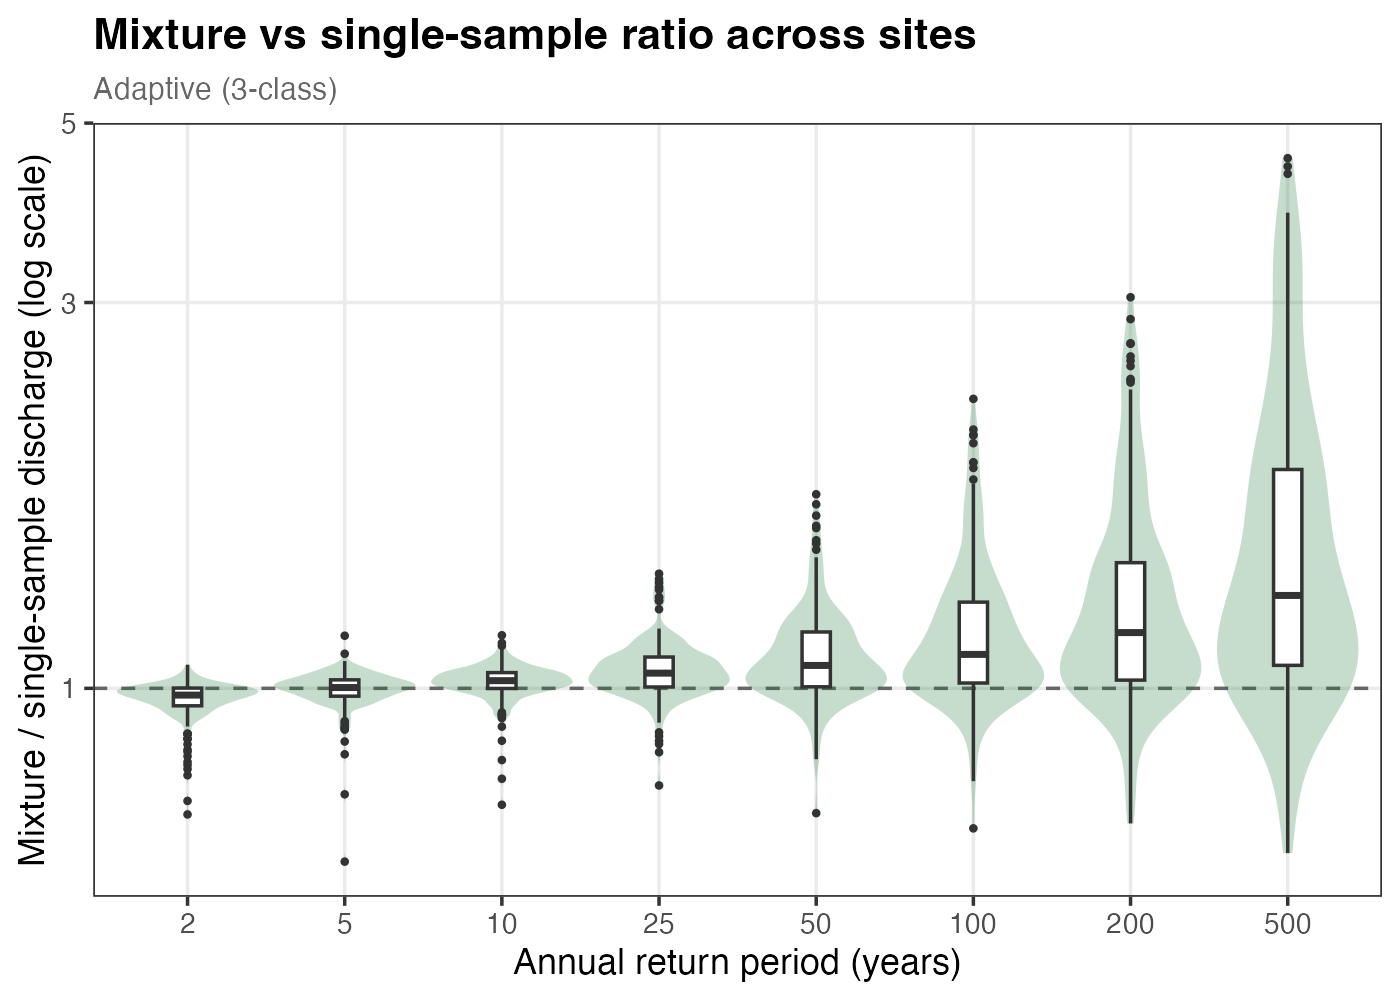 Mixture vs single-sample ratio across sites
Adaptive (3-class)
Mixture / single-sample discharge (log scale)
5
3
1
2 5 10 25 50 100 200 500
Annual return period (years)